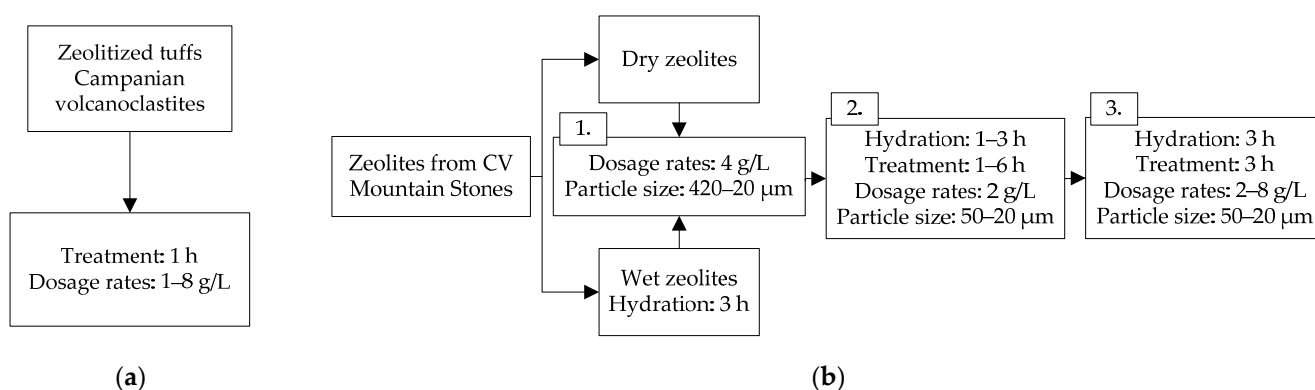 Zeolitized tuffs
Campanian
volcanoclastites
Treatment: 1 h
Dosage rates: 1–8 g/L
(a)
Zeolites from CV
Mountain Stones
Dry zeolites
1.
Dosage rates: 4 g/L
Particle size: 420–20 µm
Wet zeolites
Hydration: 3 h
2.
Hydration: 1–3 h
Treatment: 1–6 h
Dosage rates: 2 g/L
Particle size: 50–20 µm
3.
Hydration: 3 h
Treatment: 3 h
Dosage rates: 2–8 g/L
Particle size: 50–20 µm
(b)